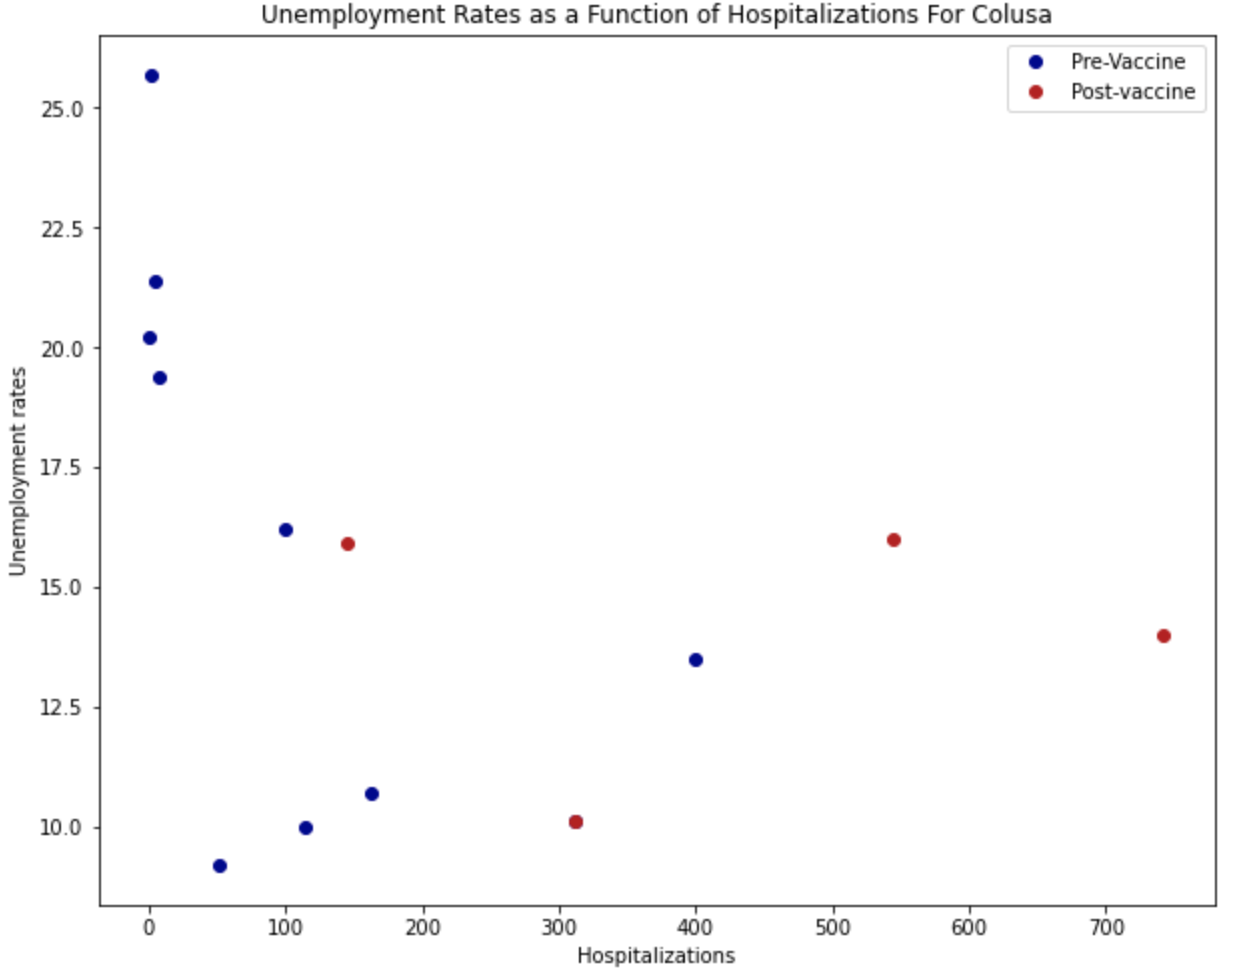 Unemployment Rates as a Function of Hospitalizations For Colusa
Pre-Vaccine
Post-vaccine
25.0
22.5
20.0
17.5
15.0
12.5
10.0
Unemployment rates
0 100 200 300 400 500 600 700
Hospitalizations